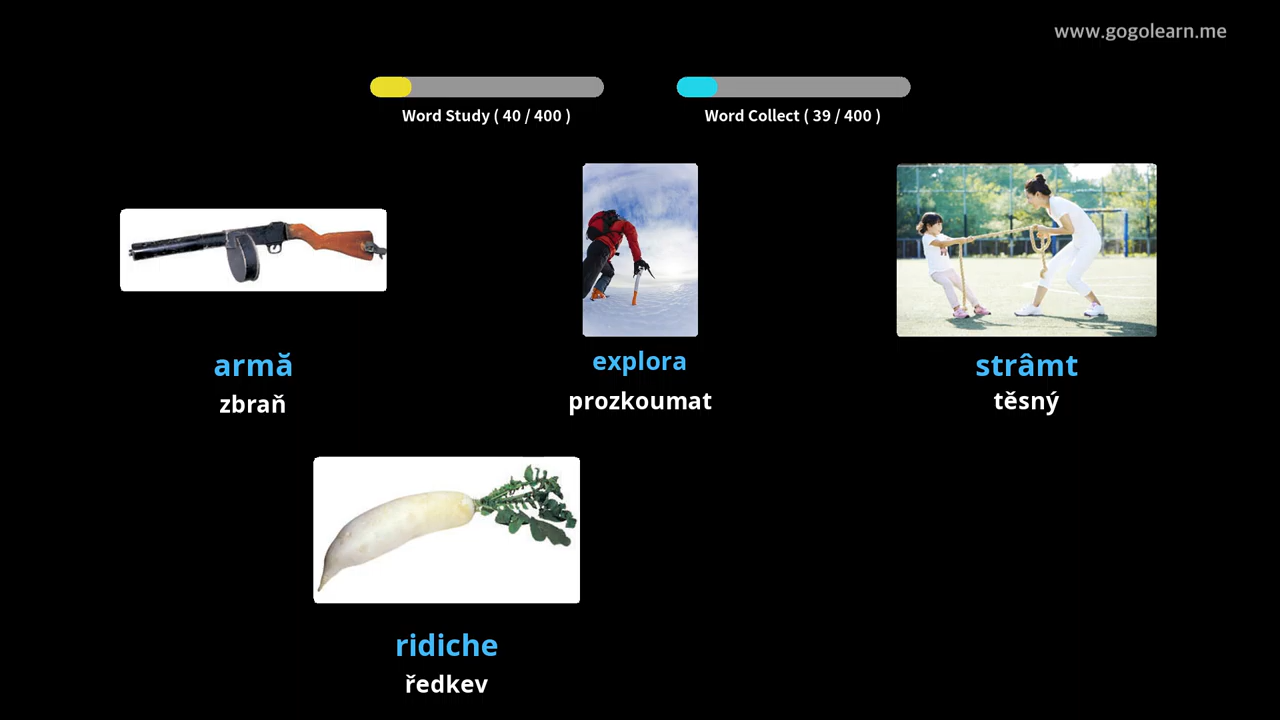 www.gogolearn.me
Word Study ( 40 / 400 )
Word Collect ( 39 / 400 )
armă
zbraň
explora
prozkoumat
strâmt
těsný
ridiche
ředkev